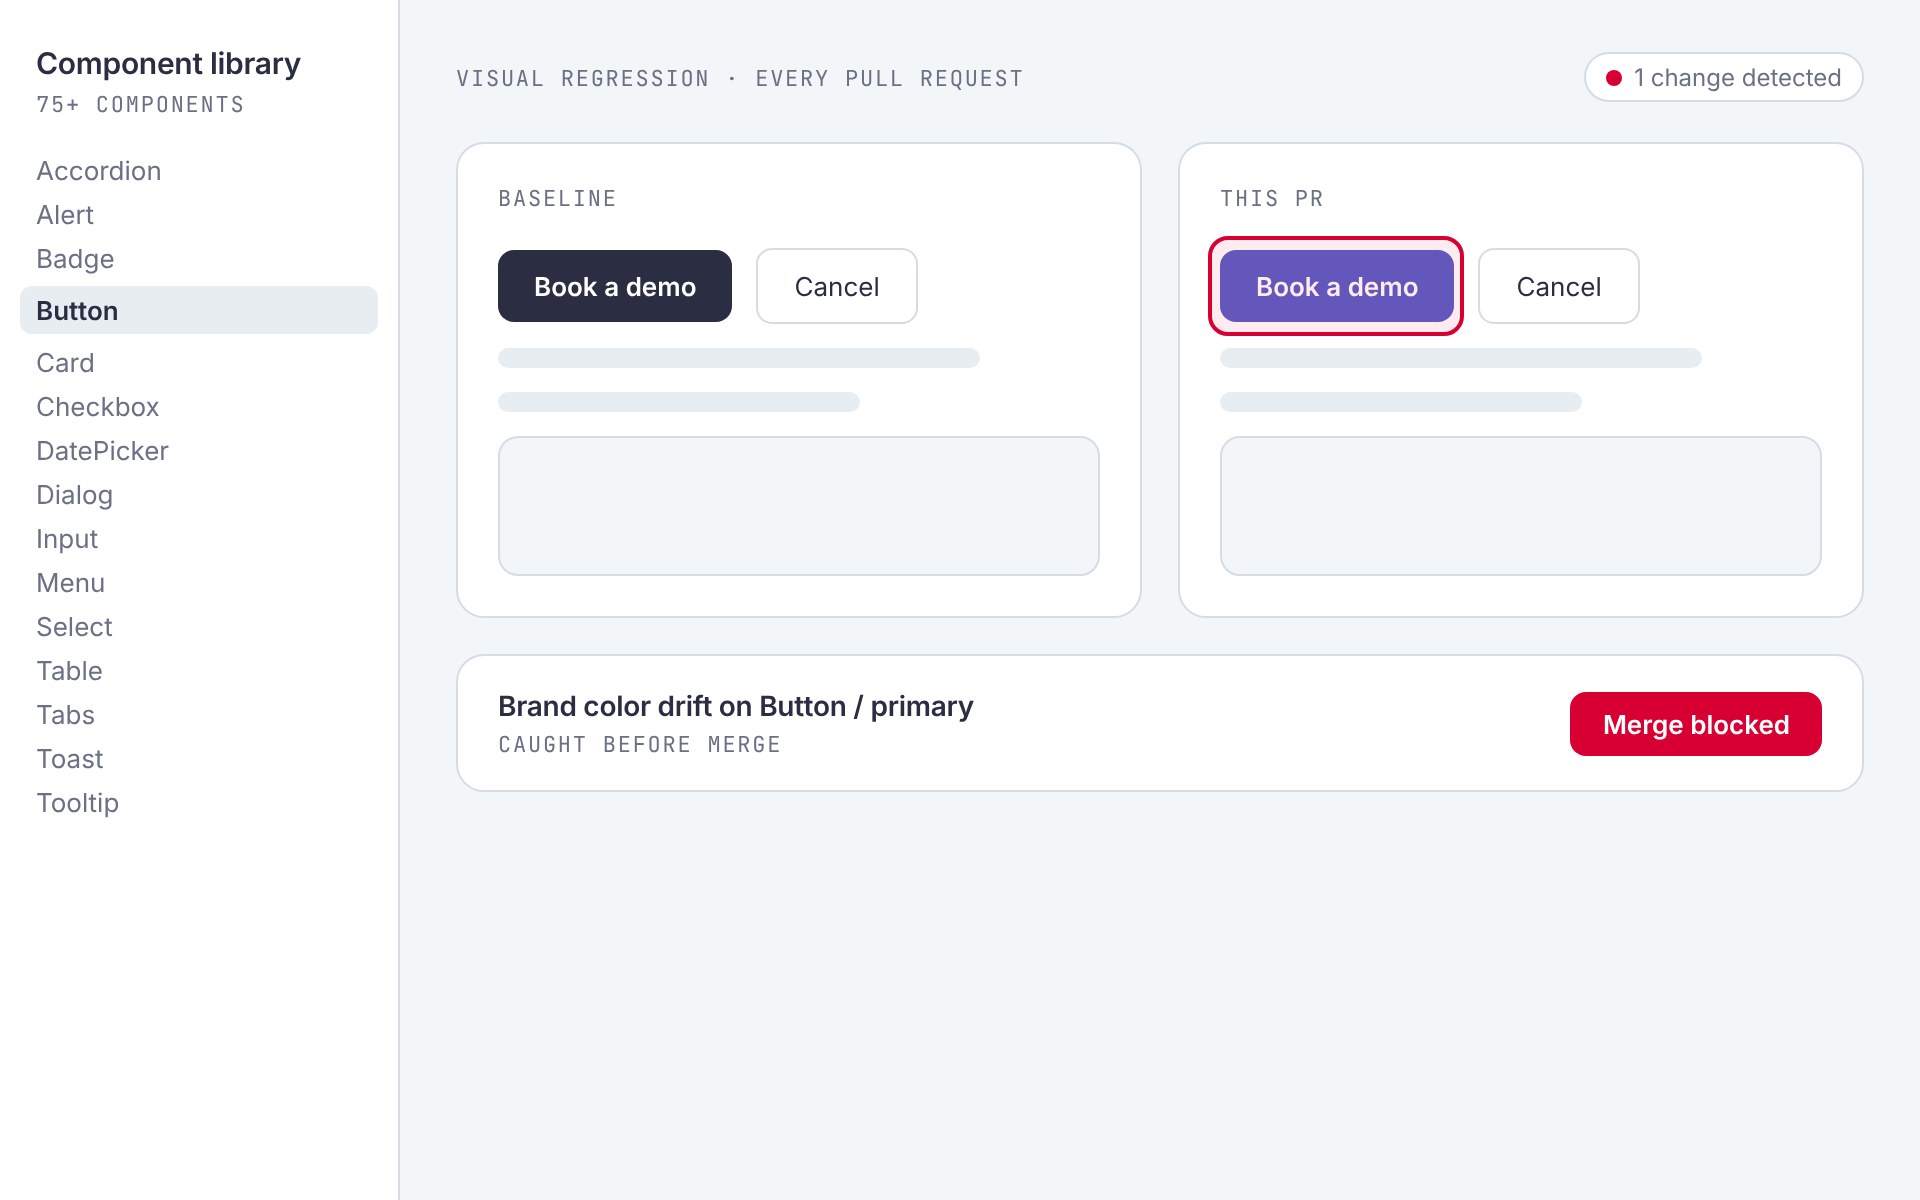 Component library
75+ COMPONENTS
Accordion
Alert
Badge
Button
Card
Checkbox
DatePicker
Dialog
Input
Menu
Select
Table
Tabs
Toast
Tooltip
VISUAL REGRESSION · EVERY PULL REQUEST
1 change detected
BASELINE
Book a demo
Cancel
THIS PR
Book a demo
Cancel
Brand color drift on Button / primary
CAUGHT BEFORE MERGE
Merge blocked